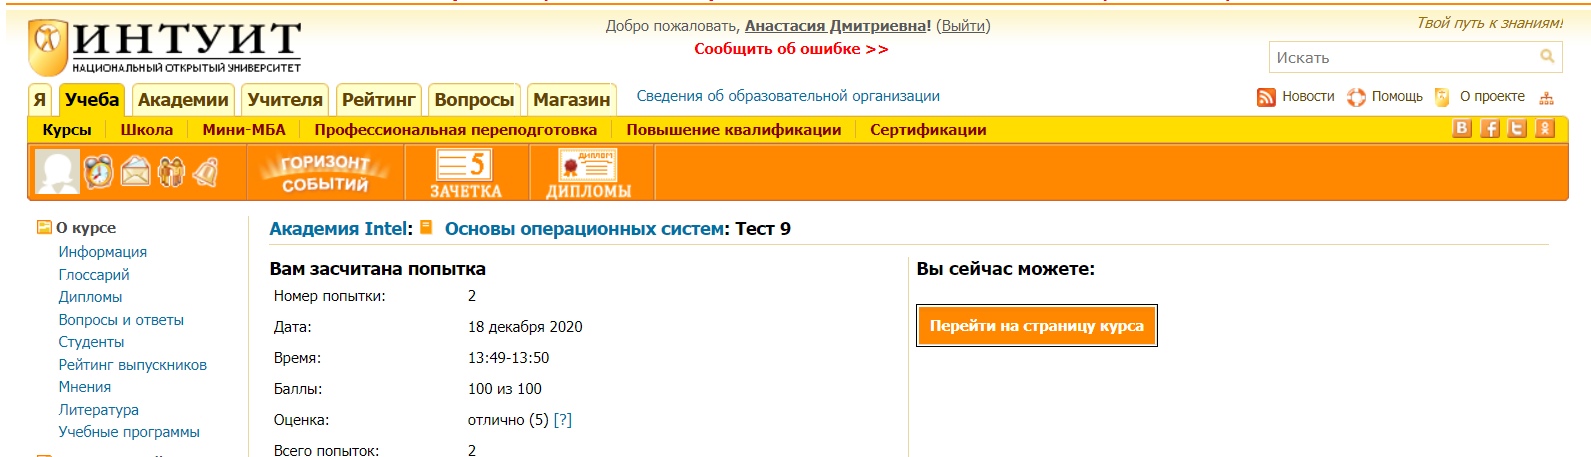 Добро пожаловать, Анастасия Дмитриевна! (Выйти)
Твой путь к знаниям!
ИНТУИТ
НАЦИОНАЛЬНЫЙ ОТКРЫТЫЙ УНИВЕРСИТЕТ
Сообщить об ошибке >>
Искать
Я Учеба Академии Учителя Рейтинг Вопросы Магазин Сведения об образовательной организации Новости Помощь О проекте
Курсы Школа Мини-МБА Профессиональная переподготовка Повышение квалификации Сертификации
ГОРИЗОНТ
СОБЫТИЙ
5
ЗАЧЕТКА
ДИПЛОМ
ДИПЛОМЫ
О курсе
Информация
Глоссарий
Дипломы
Вопросы и ответы
Студенты
Рейтинг выпускников
Мнения
Литература
Учебные программы
Академия Intel: Основы операционных систем: Тест 9
Вам засчитана попытка
Номер попытки: 2
Дата: 18 декабря 2020
Время: 13:49-13:50
Баллы: 100 из 100
Оценка: отлично (5) [?]
Всего попыток: 2
Вы сейчас можете:
Перейти на страницу курса